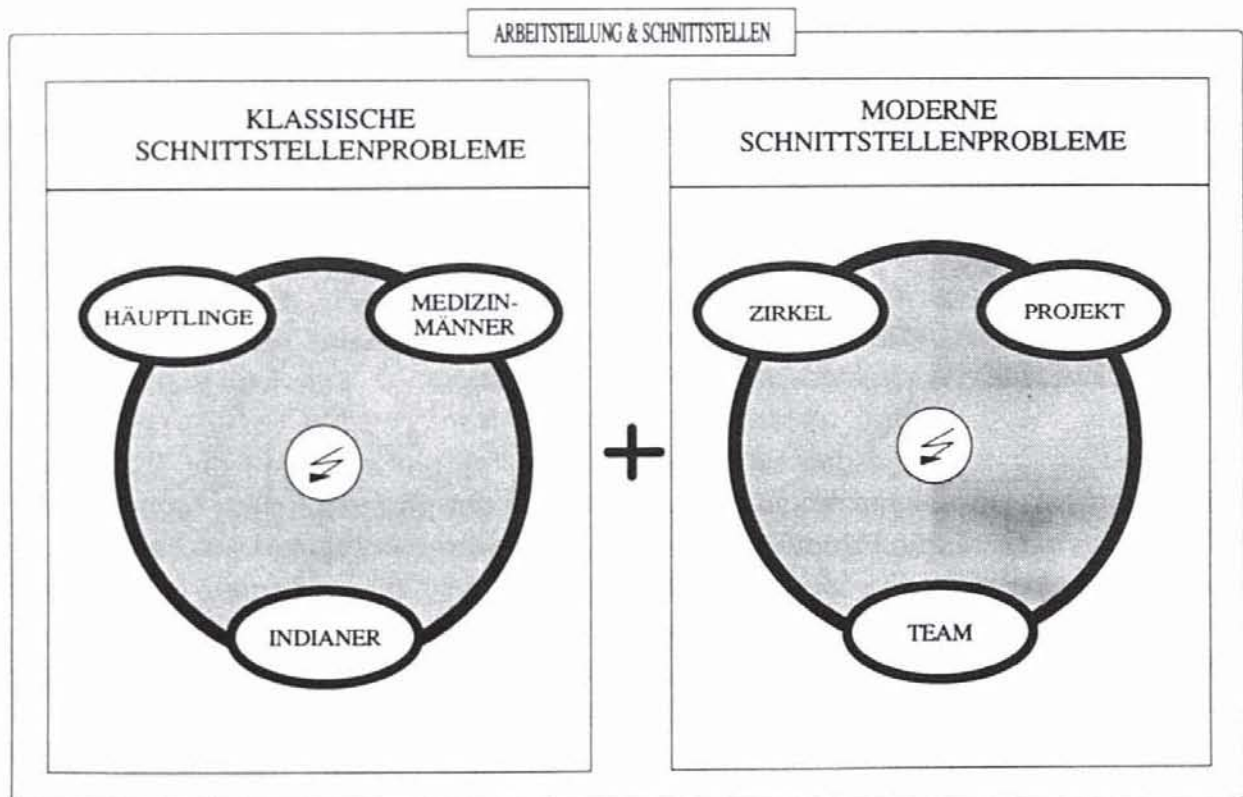 ARBEITSTEILUNG & SCHNITTSTELLEN
KLASSISCHE
SCHNITTSTELLENPROBLEME
HÄUPTLINGE
MEDIZIN-
MÄNNER
INDIANER
+
MODERNE
SCHNITTSTELLENPROBLEME
ZIRKEL
PROJEKT
TEAM